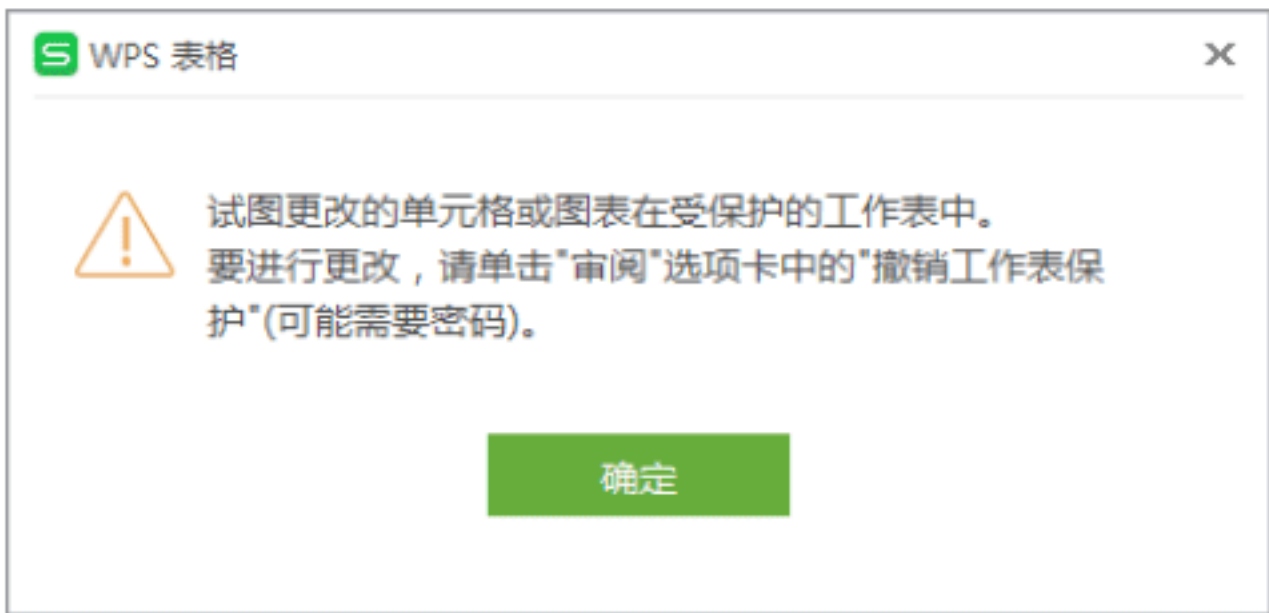 WPS 表格
试图更改的单元格或图表在受保护的工作表中。
要进行更改，请单击"审阅"选项卡中的"撤销工作表保
护"(可能需要密码)。
确定